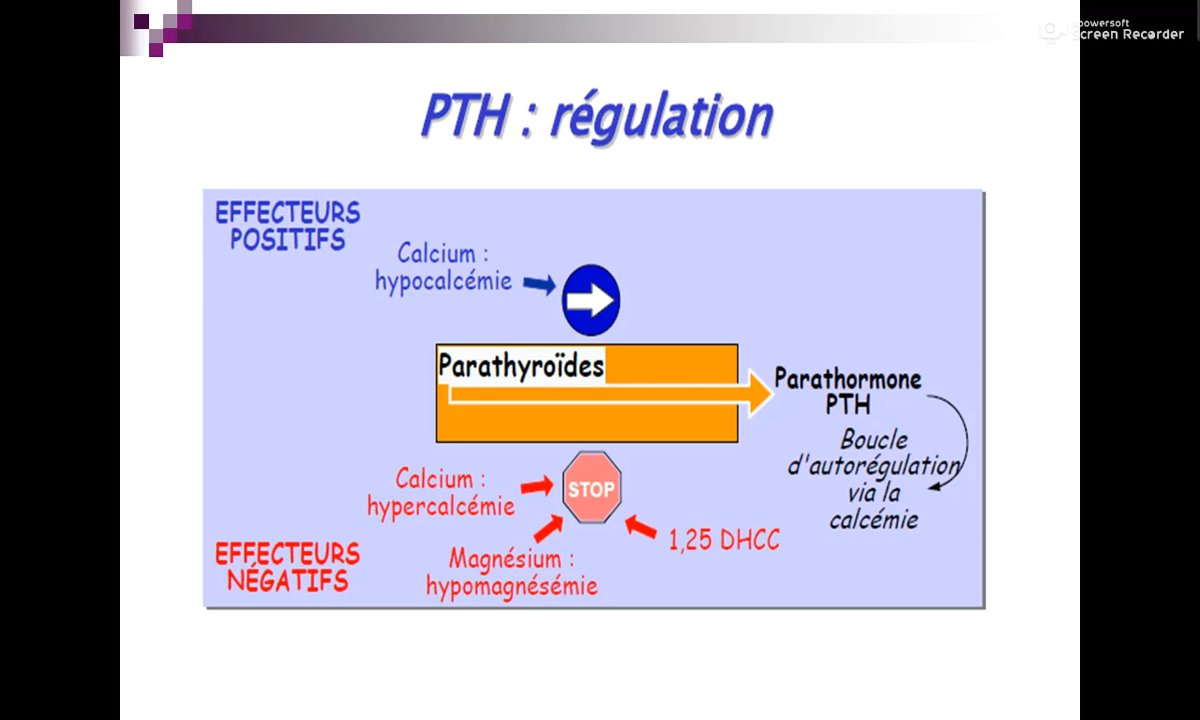 powersoft
Screen Recorder
PTH : régulation
EFFECTEURS
POSITIFS
Calcium :
hypocalcémie
Parathyroïdes
Parathormone
PTH
Boucle
d'autorégulation
via la
calcémie
Calcium :
hypercalcémie
STOP
1,25 DHCC
Magnésium :
hypomagnésémie
EFFECTEURS
NÉGATIFS